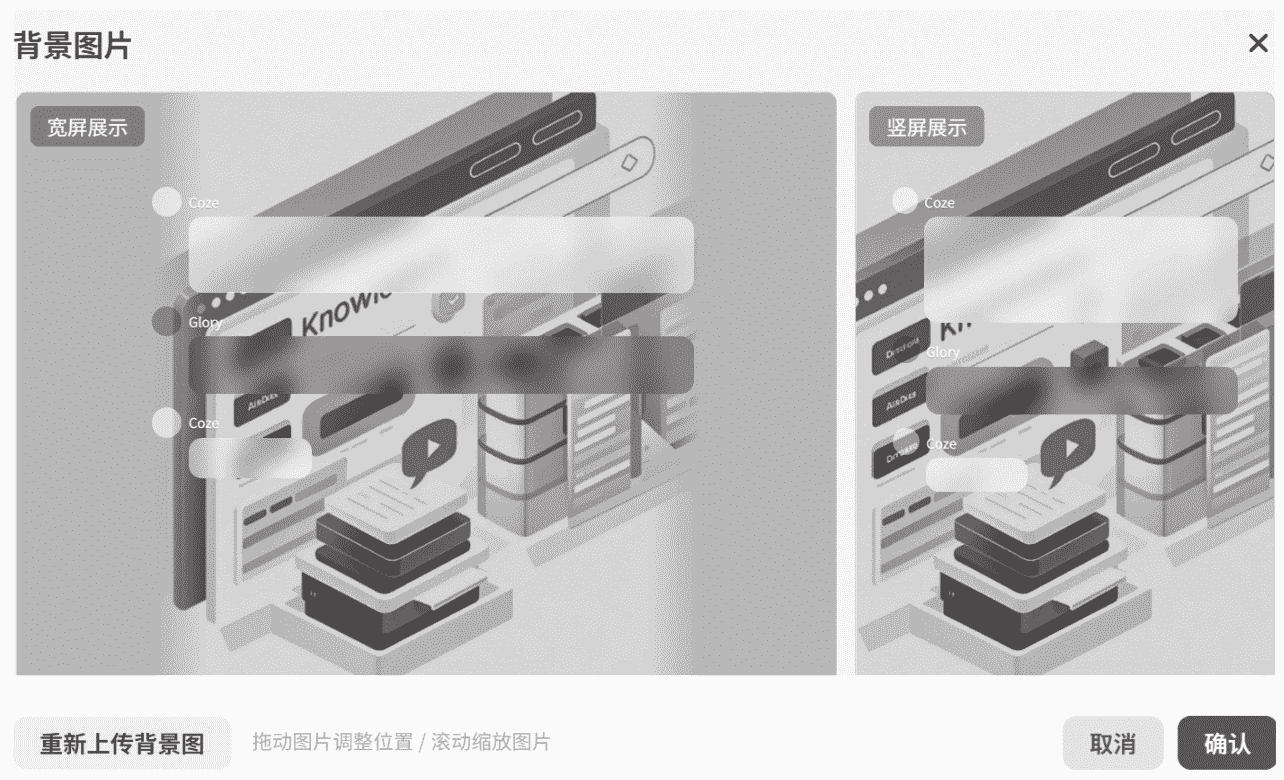 背景图片
宽屏展示
Coze
Glory
AirDesk
Coze
竖屏展示
Coze
Glory
Coze
重新上传背景图
拖动图片调整位置 / 滚动缩放图片
取消
确认